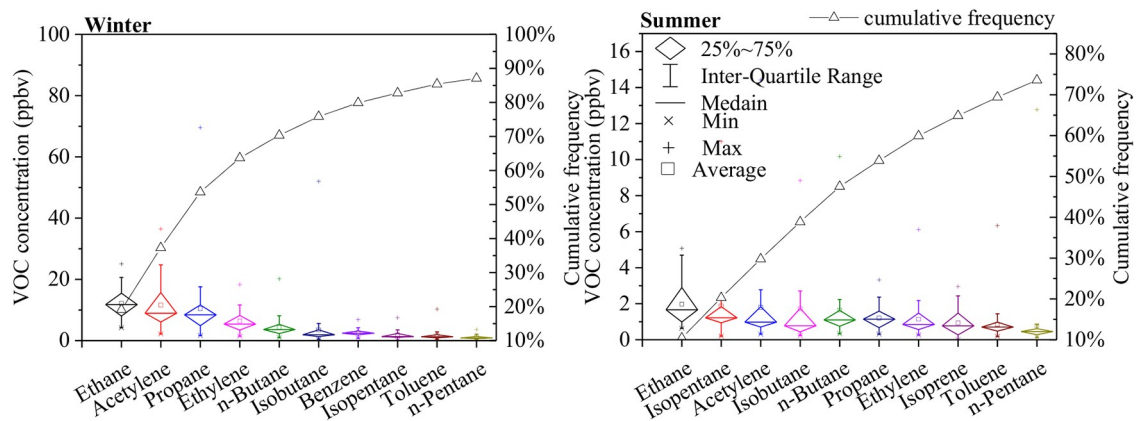 Winter
VOC concentration (ppbv)
100
80
60
40
20
0
100%
90%
80%
70%
60%
50%
40%
30%
20%
10%
Cumulative frequency
Ethane
Acetylene
Propane
Ethylene
n-Butane
Isobutane
Benzene
Isopentane
Toluene
n-Pentane
Summer
cumulative frequency
25%~75%
Inter-Quartile Range
Medain
Min
Max
Average
VOC concentration (ppbv)
16
14
12
10
8
6
4
2
0
80%
70%
60%
50%
40%
30%
20%
10%
Cumulative frequency
Ethane
Isopentane
Acetylene
Isobutane
n-Butane
Propane
Ethylene
Isoprene
Toluene
n-Pentane